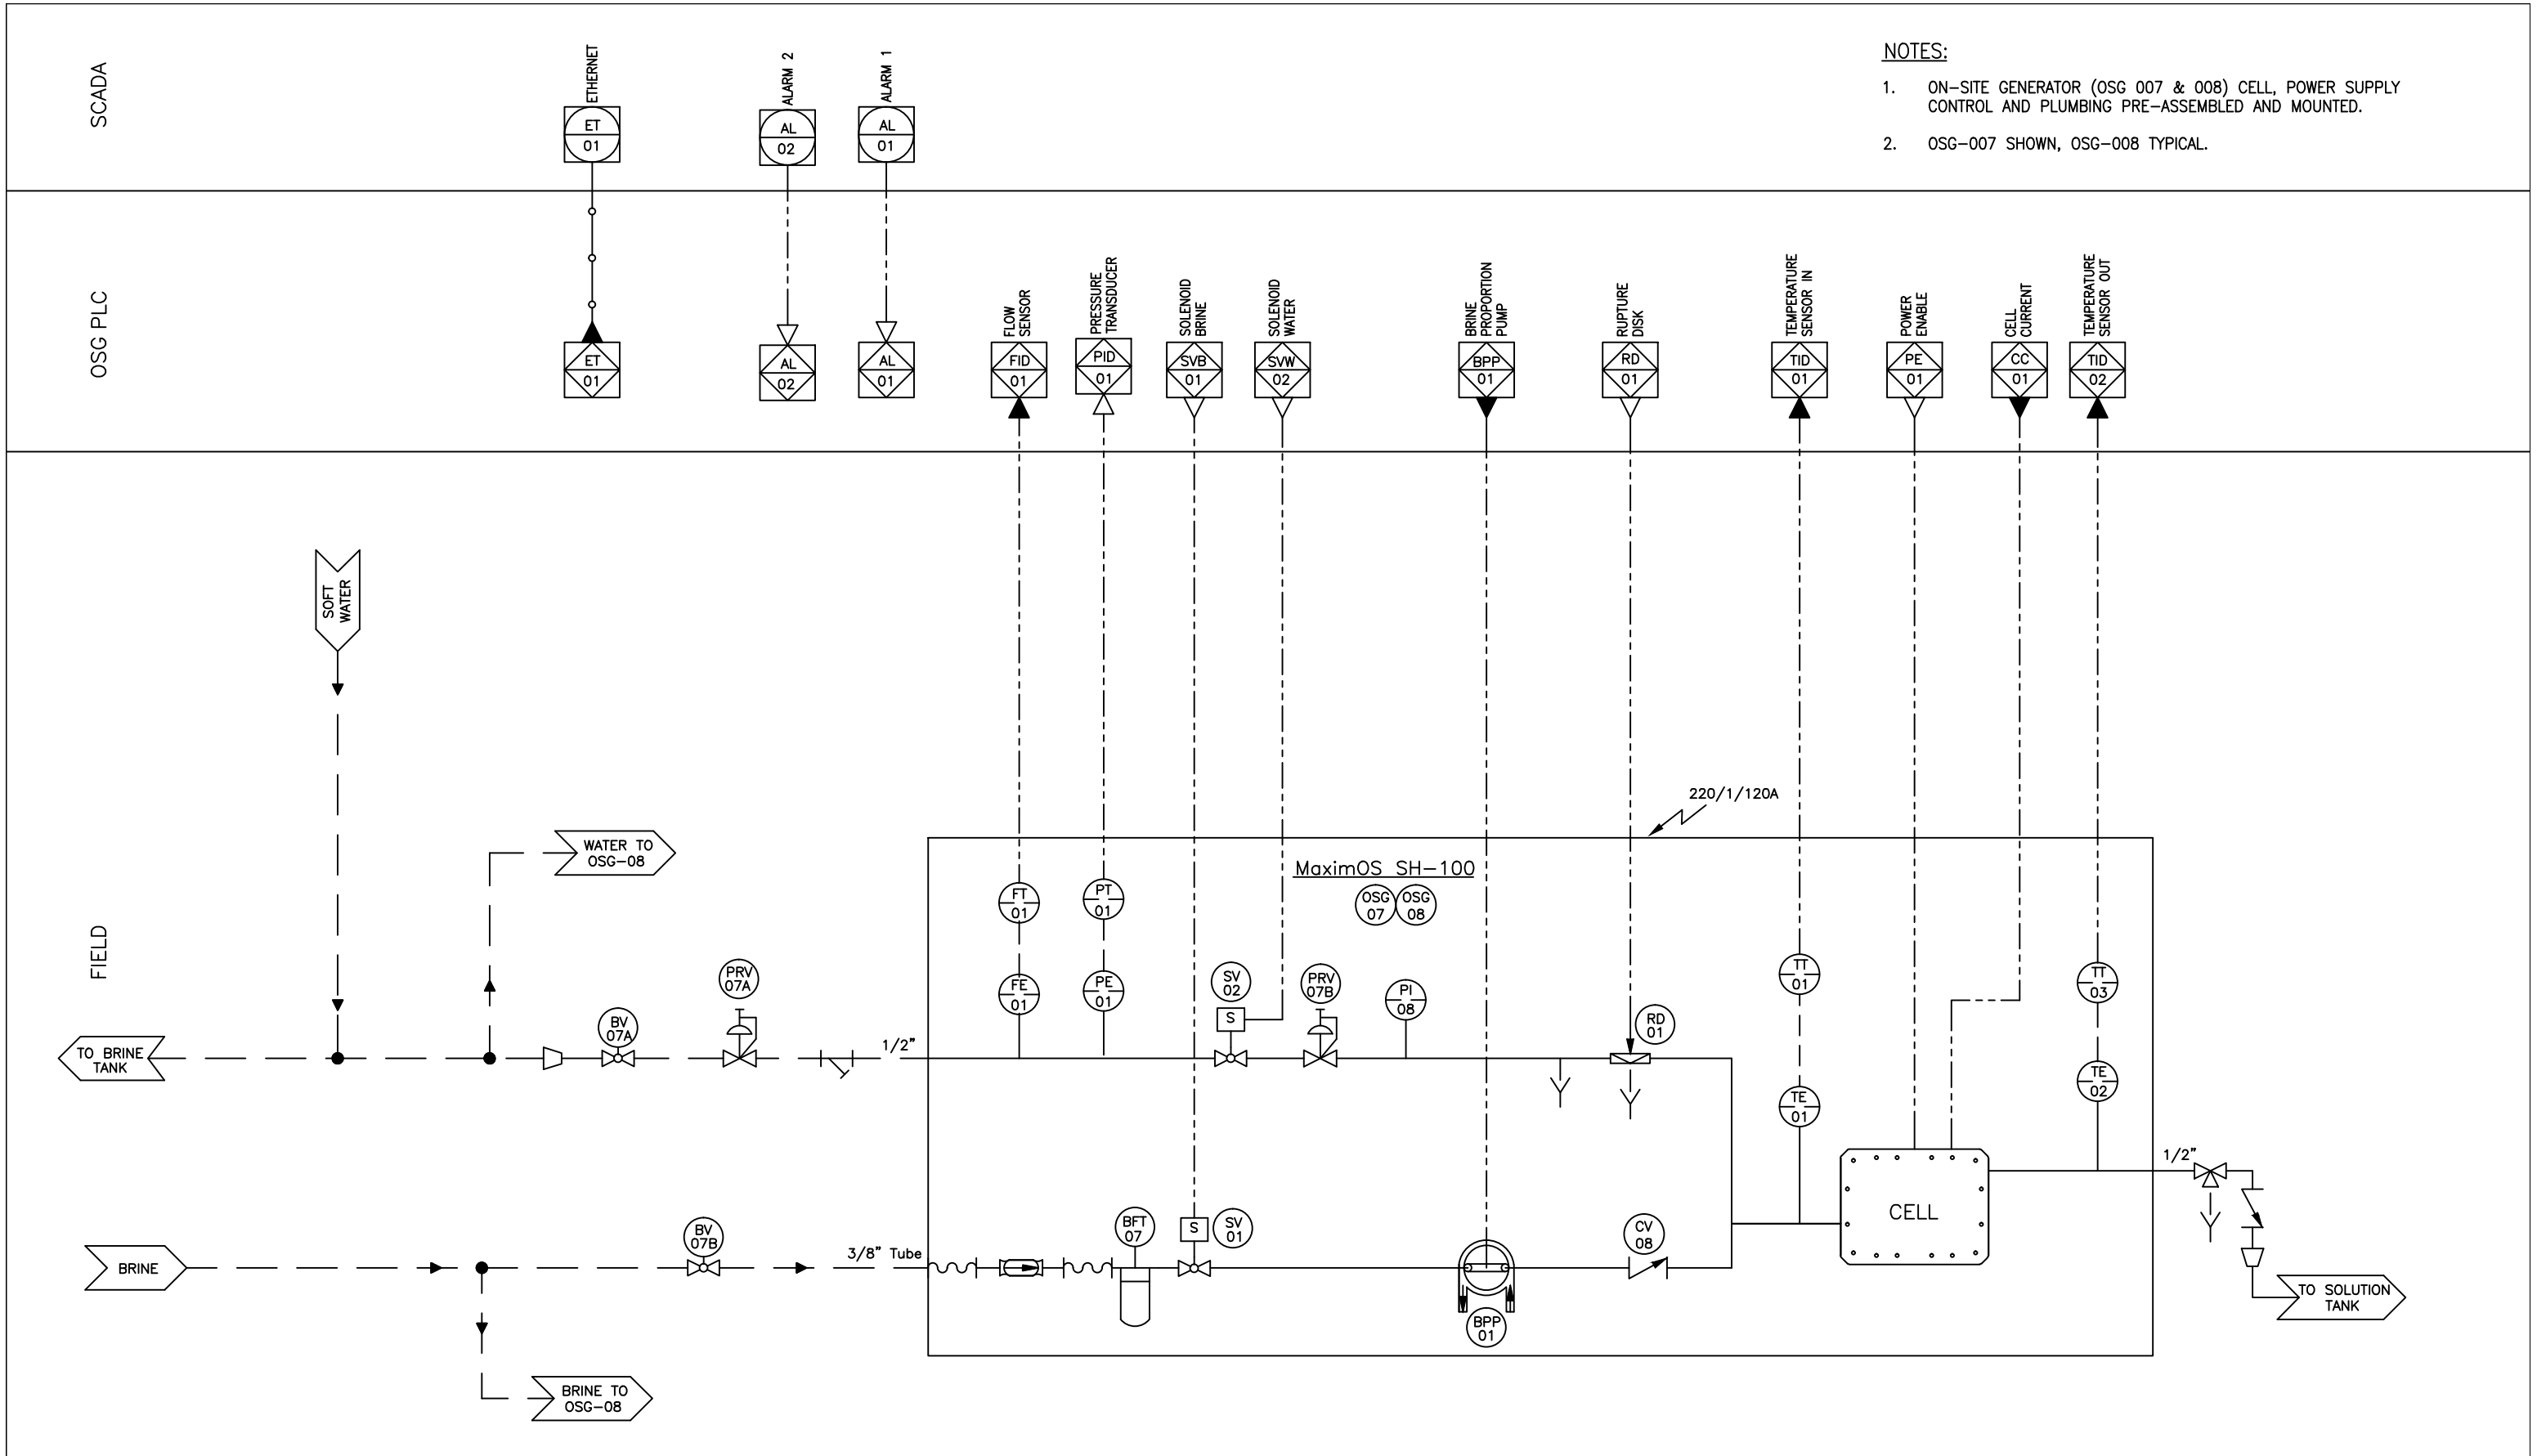 SCADA
ETHERNET
ET
01
ALARM 2
AL
02
ALARM 1
AL
01
NOTES:
1. ON-SITE GENERATOR (OSG 007 & 008) CELL, POWER SUPPLY
CONTROL AND PLUMBING PRE-ASSEMBLED AND MOUNTED.
2. OSG-007 SHOWN, OSG-008 TYPICAL.
OSG PLC
ET
01
AL
02
AL
01
FLOW
SENSOR
FID
01
PRESSURE
TRANSDUCER
PID
01
SOLENOID
BRINE
SVB
01
SOLENOID
WATER
SVW
02
BRINE
PROPORTION
PUMP
BPP
01
RUPTURE
DISK
RD
01
TEMPERATURE
SENSOR IN
TID
01
POWER
ENABLE
PE
01
CELL
CURRENT
CC
01
TEMPERATURE
SENSOR OUT
TID
02
FIELD
SOFT
WATER
WATER TO
OSG-08
220/1/120A
MaximOS SH-100
OSG
07
OSG
08
FT
01
PT
01
FE
01
PE
01
SV
02
S
PRV
07B
PI
08
RD
01
TT
01
TE
01
TT
03
TE
02
TO BRINE
TANK
BV
07A
PRV
07A
1/2"
CELL
1/2"
BRINE
BV
07B
3/8" Tube
BFT
07
S
SV
01
BPP
01
CV
08
TO SOLUTION
TANK
BRINE TO
OSG-08